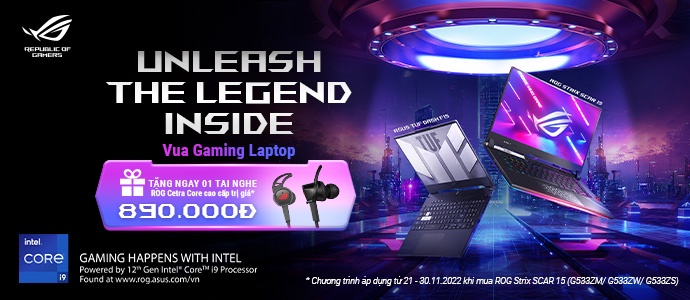 REPUBLIC OF
GAMERS
UNLEASH
THE LEGEND
INSIDE
Vua Gaming Laptop
TẶNG NGAY 01 TAI NGHE
ROG Cetra Core cao cấp trị giá*
890.000Đ
ASUS TUF DASH F15
TUF
ROG STRIX SCAR 15
intel
CORE
i9
GAMING HAPPENS WITH INTEL
Powered by 12th Gen Intel® Core™ i9 Processor
Found at www.rog.asus.com/vn
* Chương trình áp dụng từ 21 - 30.11.2022 khi mua ROG Strix SCAR 15 (G533ZM/ G533ZW/ G533ZS)